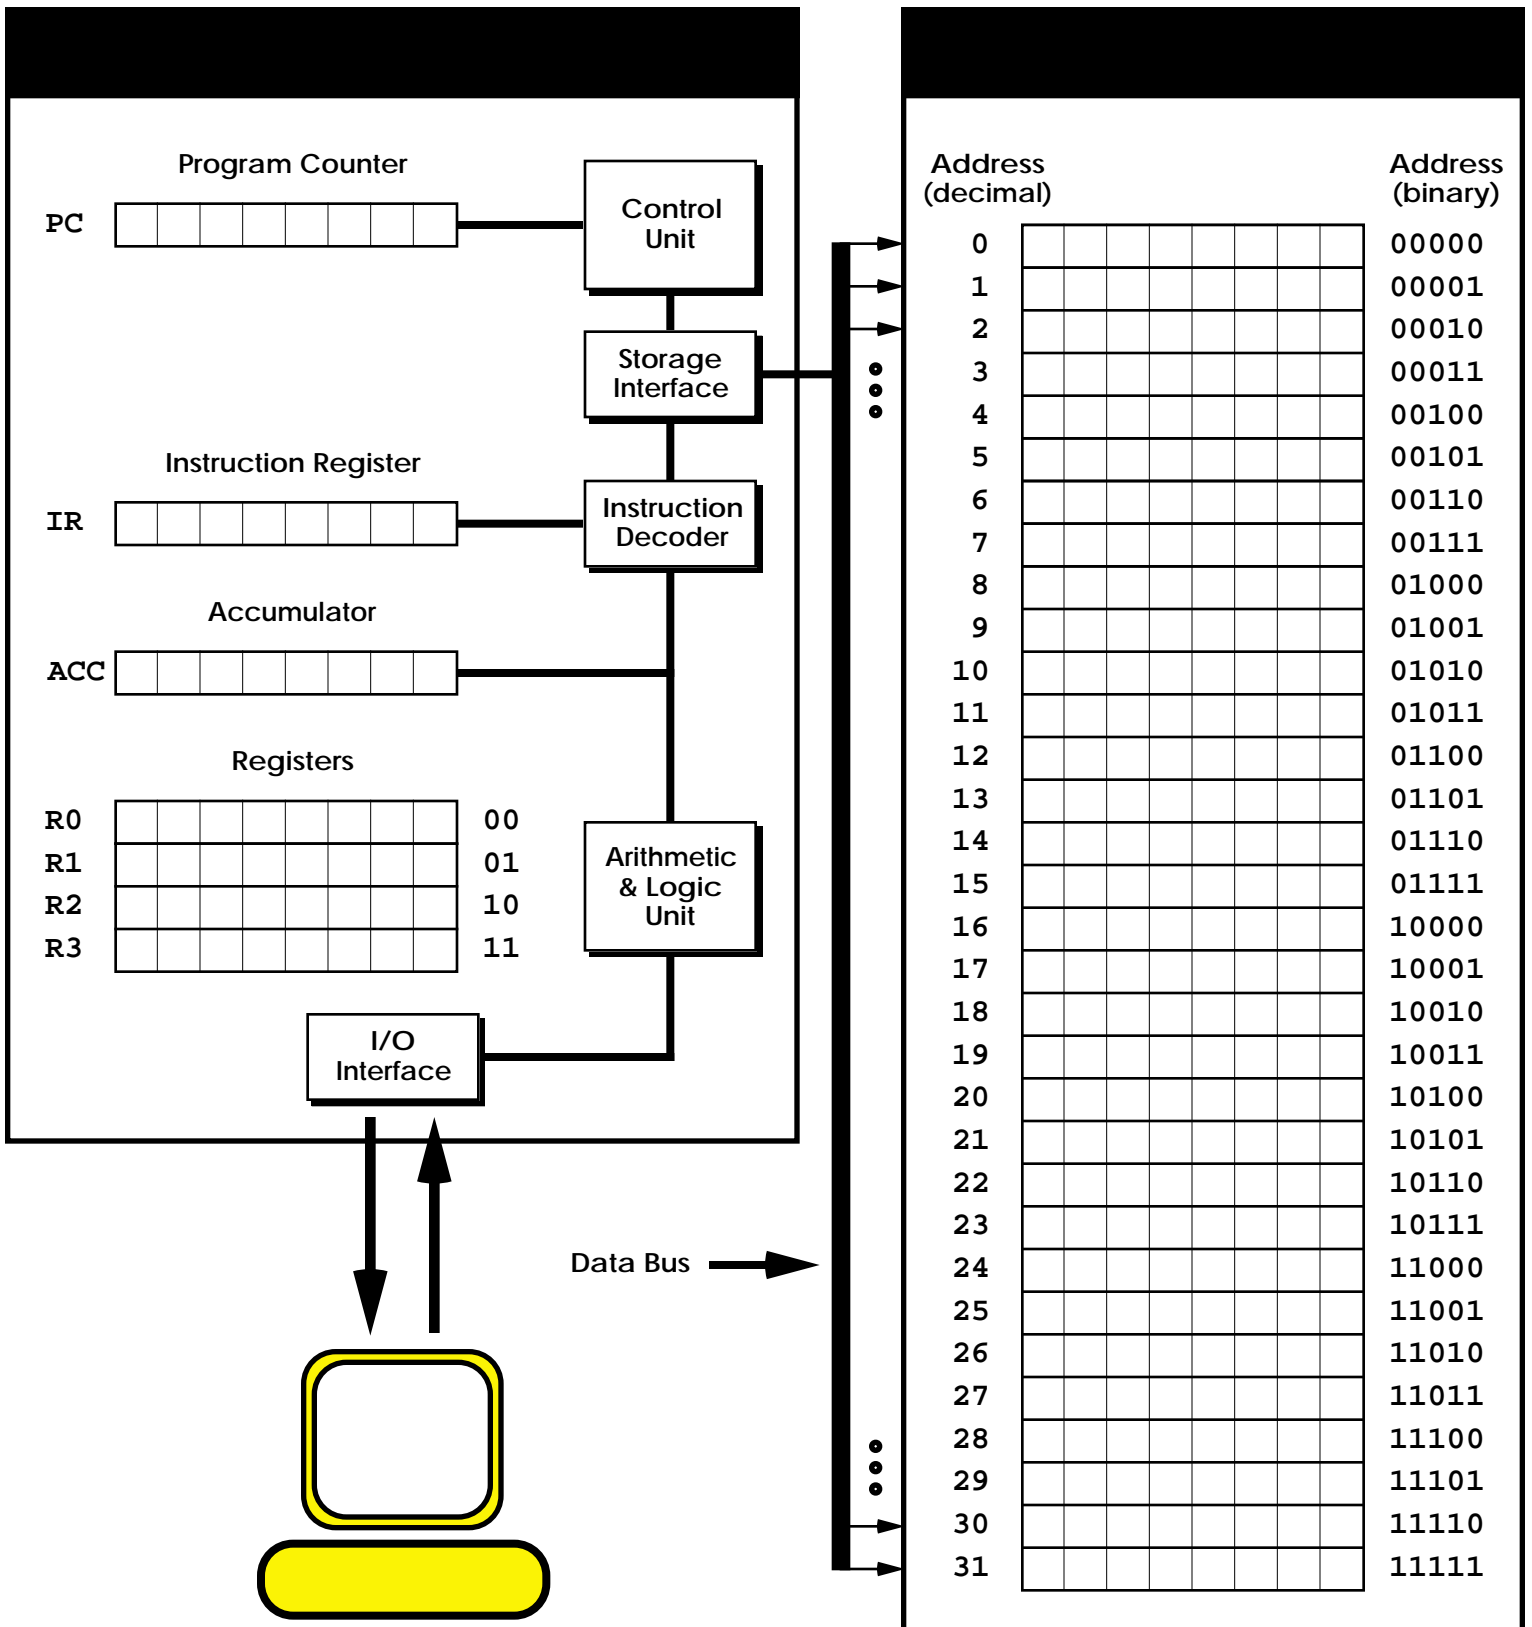 Program Counter
PC
Control
Unit
Storage
Interface
Instruction Register
IR
Instruction
Decoder
Accumulator
ACC
Registers
R0 00
R1 01
R2 10
R3 11
Arithmetic
& Logic
Unit
I/O
Interface
Data Bus
Address Address
(decimal) (binary)
0 00000
1 00001
2 00010
3 00011
4 00100
5 00101
6 00110
7 00111
8 01000
9 01001
10 01010
11 01011
12 01100
13 01101
14 01110
15 01111
16 10000
17 10001
18 10010
19 10011
20 10100
21 10101
22 10110
23 10111
24 11000
25 11001
26 11010
27 11011
28 11100
29 11101
30 11110
31 11111